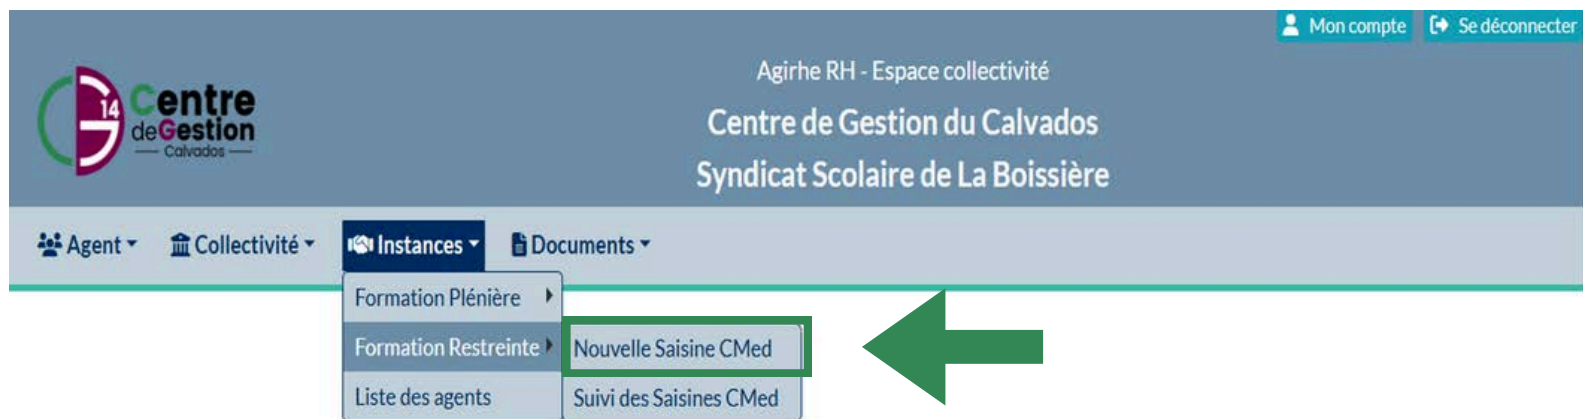 Mon compte Se déconnecter
Agirhe RH - Espace collectivité
14 Centre
de Gestion
Calvados
Centre de Gestion du Calvados
Syndicat Scolaire de La Boissière
Agent Collectivité Instances Documents
Formation Plénière
Formation Restreinte Nouvelle Saisine CMed
Liste des agents Suivi des Saisines CMed